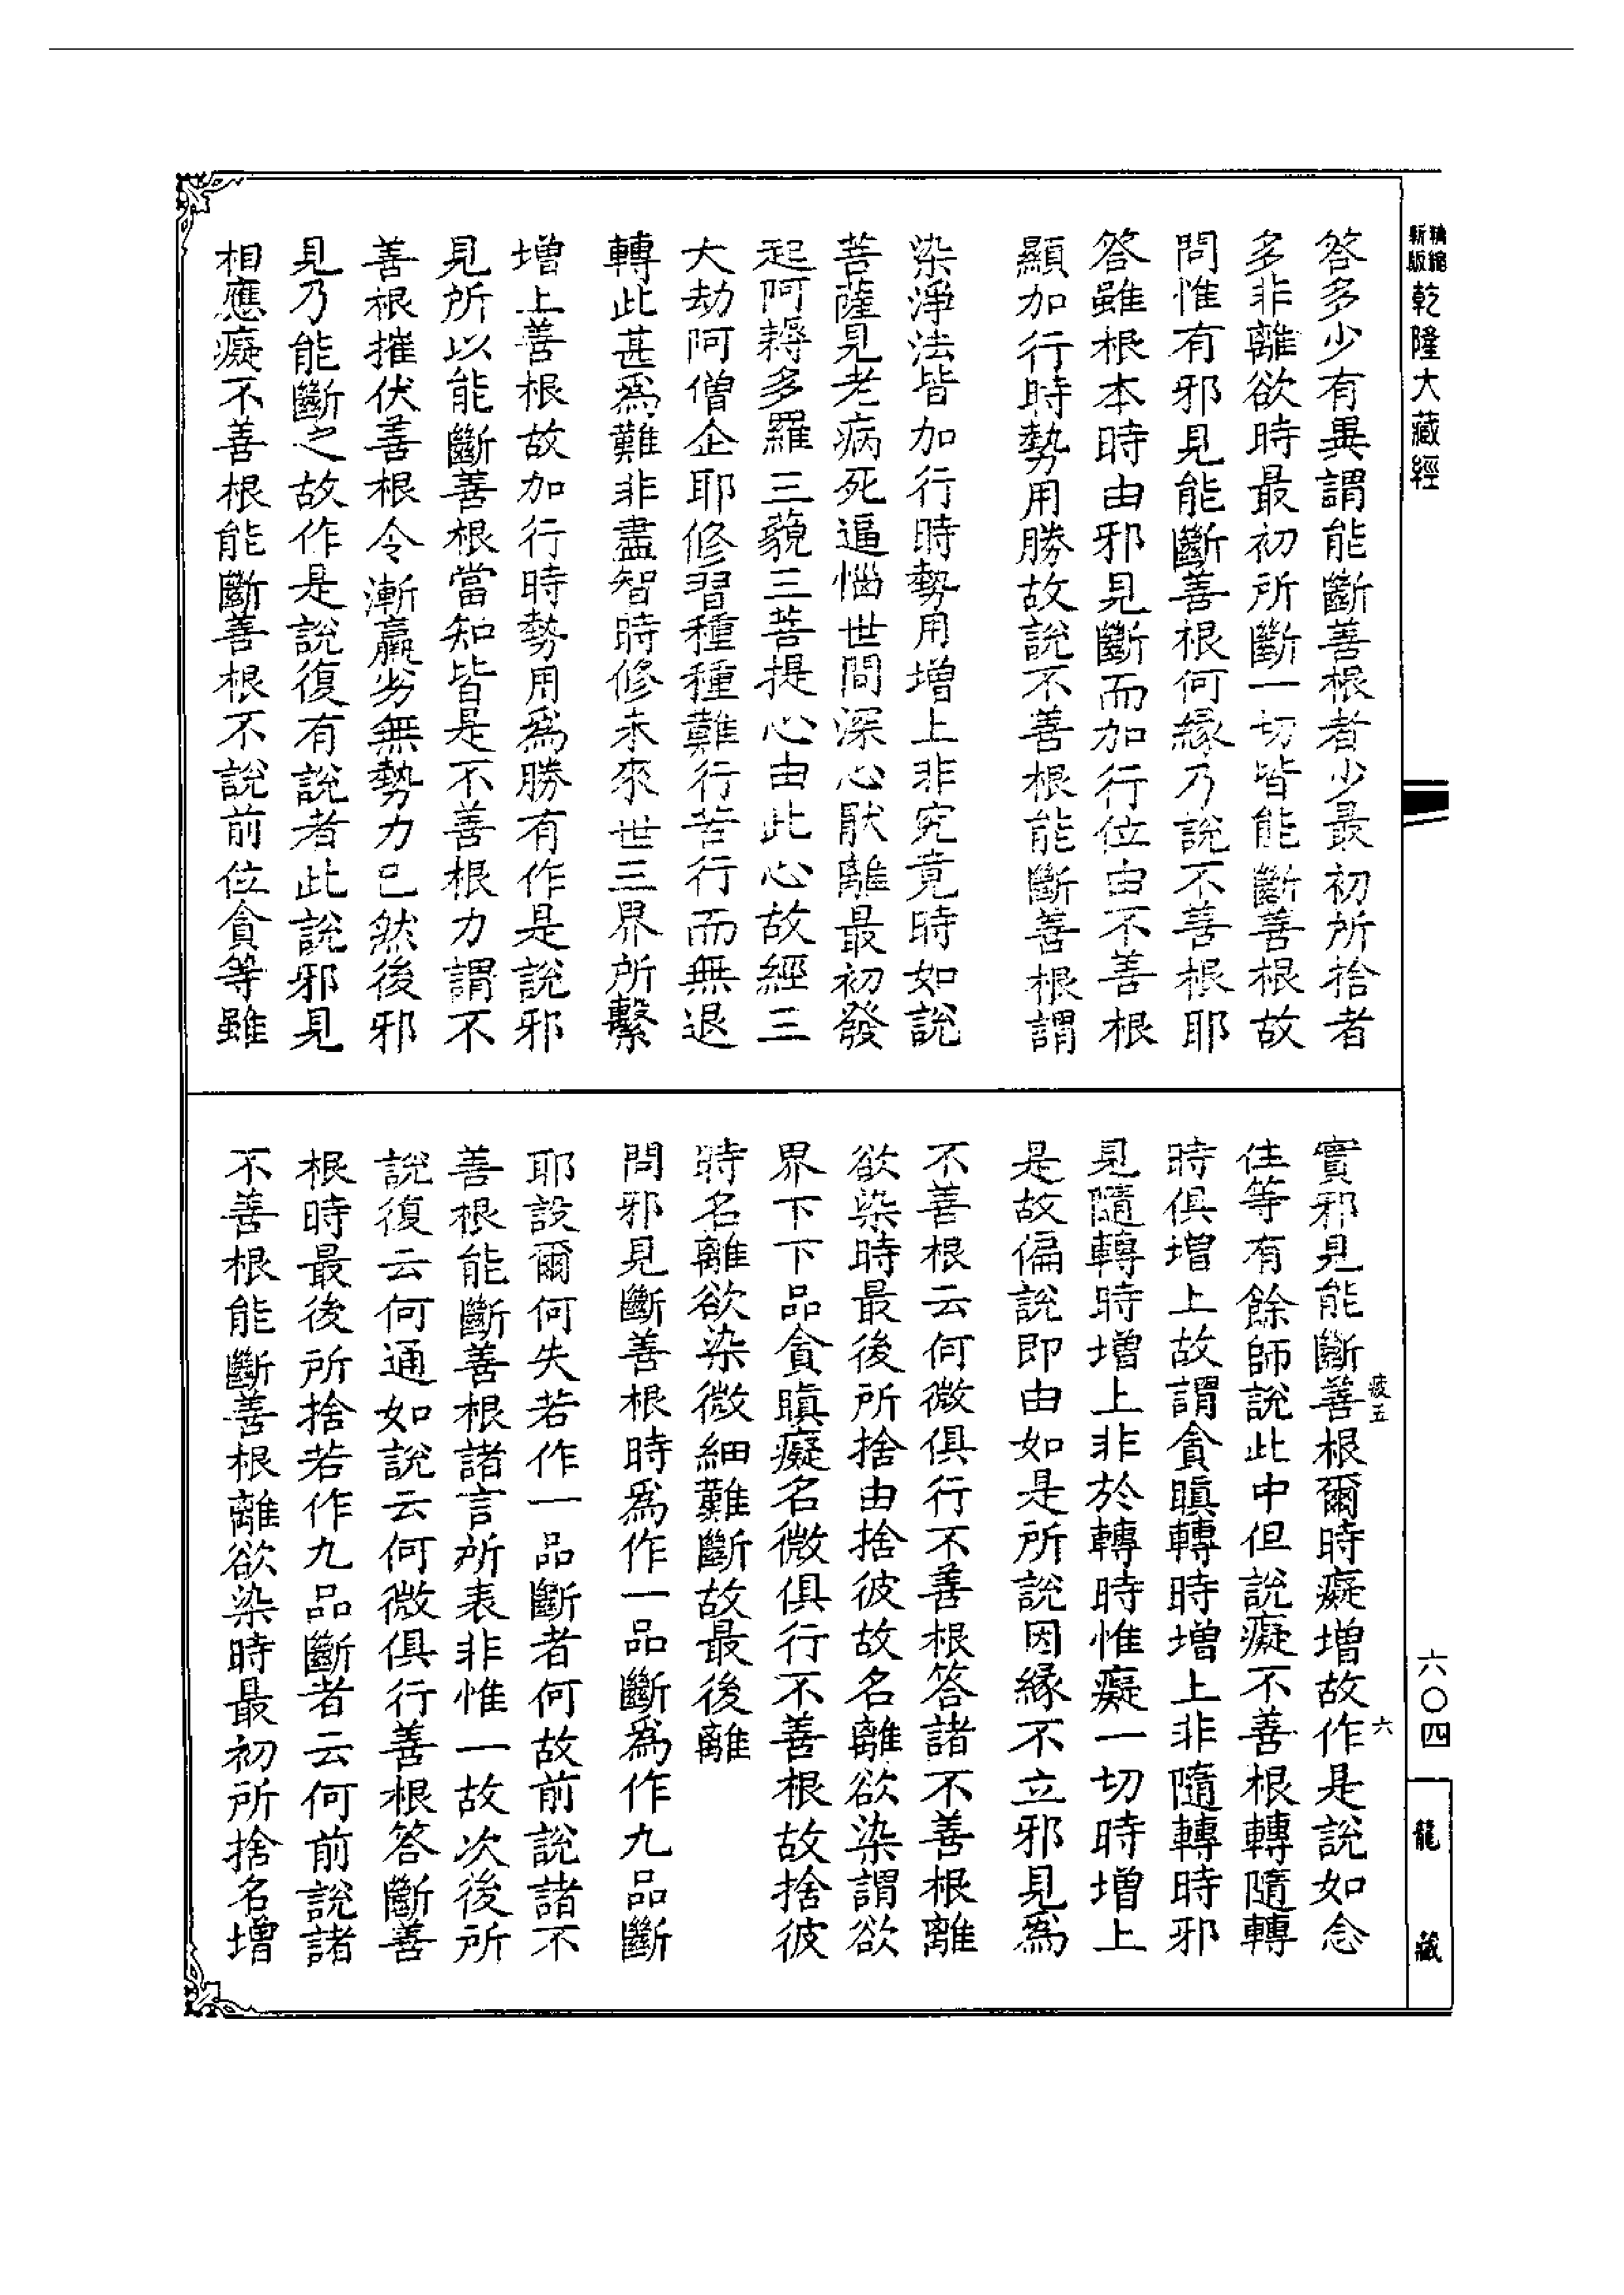 新版精縮
乾隆大藏經
答多少有異謂能斷善根者少最初所捨者
多非離欲時最初所斷一切皆能斷善根故
問惟有邪見能斷善根何緣乃說不善根耶
答雖根本時由邪見斷而加行位由不善根
顯加行時勢用勝故說不善根能斷善根謂
染淨法皆加行時勢用增上非究竟時如說
菩薩見老病死逼惱世間深心厭離最初發
起阿耨多羅三藐三菩提心由此心故經三
大劫阿僧企耶修習種種難行苦行而無退
轉此甚爲難非盡智時修未來世三界所繫
增上善根故加行時勢用爲勝有作是說邪
見所以能斷善根當知皆是不善根力謂不
善根摧伏善根令漸羸劣無勢力已然後邪
見乃能斷之故作是說復有說者此說邪見
相應癡不善根能斷善根不說前位貪等雖
實邪見能斷善根爾時癡增故作是說如念
住等有餘師說此中但說癡不善根轉隨轉
時俱增上故謂貪瞋轉時增上非隨轉時邪
見隨轉時增上非於轉時惟癡一切時增上
是故偏說即由如是所說因緣不立邪見爲
不善根云何微俱行不善根答諸不善根離
欲染時最後所捨由捨彼故名離欲染謂欲
界下下品貪瞋癡名微俱行不善根故捨彼
時名離欲染微細難斷故最後離
問邪見斷善根時爲作一品斷爲作九品斷
耶設爾何失若作一品斷者何故前說諸不
善根能斷善根諸言所表非惟一故次後所
說復云何通如說云何微俱行善根答斷善
根時最後所捨若作九品斷者云何前說諸
不善根能斷善根離欲染時最初所捨名增
疲五
六
六〇四
龍藏